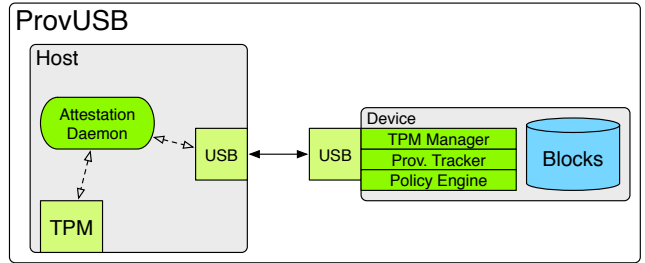 ProvUSB
Host
Attestation
Daemon
USB
TPM
USB
Device
TPM Manager
Prov. Tracker
Policy Engine
Blocks